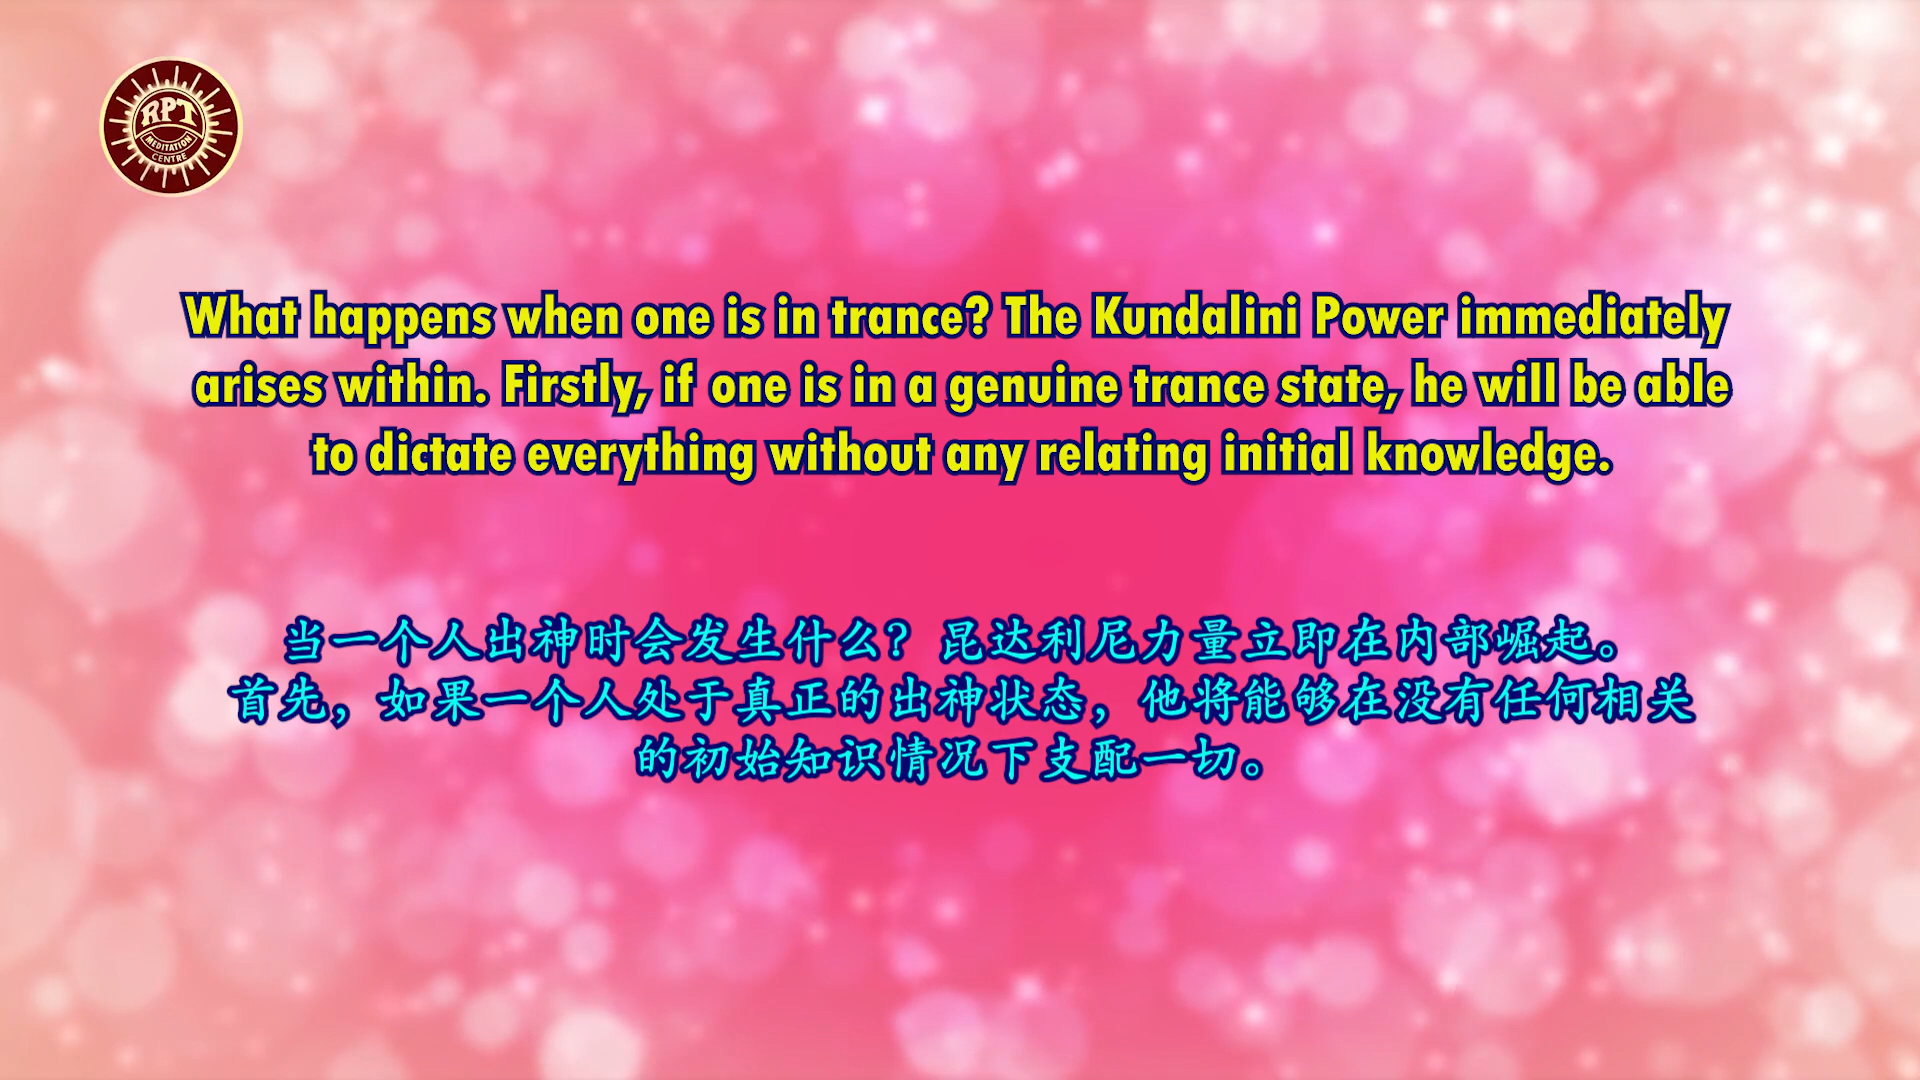 RPT
MEDITATION
CENTRE
What happens when one is in trance? The Kundalini Power immediately
arises within. Firstly, if one is in a genuine trance state, he will be able
to dictate everything without any relating initial knowledge.
当一个人出神时会发生什么？昆达利尼力量立即在内部崛起。
首先，如果一个人处于真正的出神状态，他将能够在没有任何相关
的初始知识情况下支配一切。